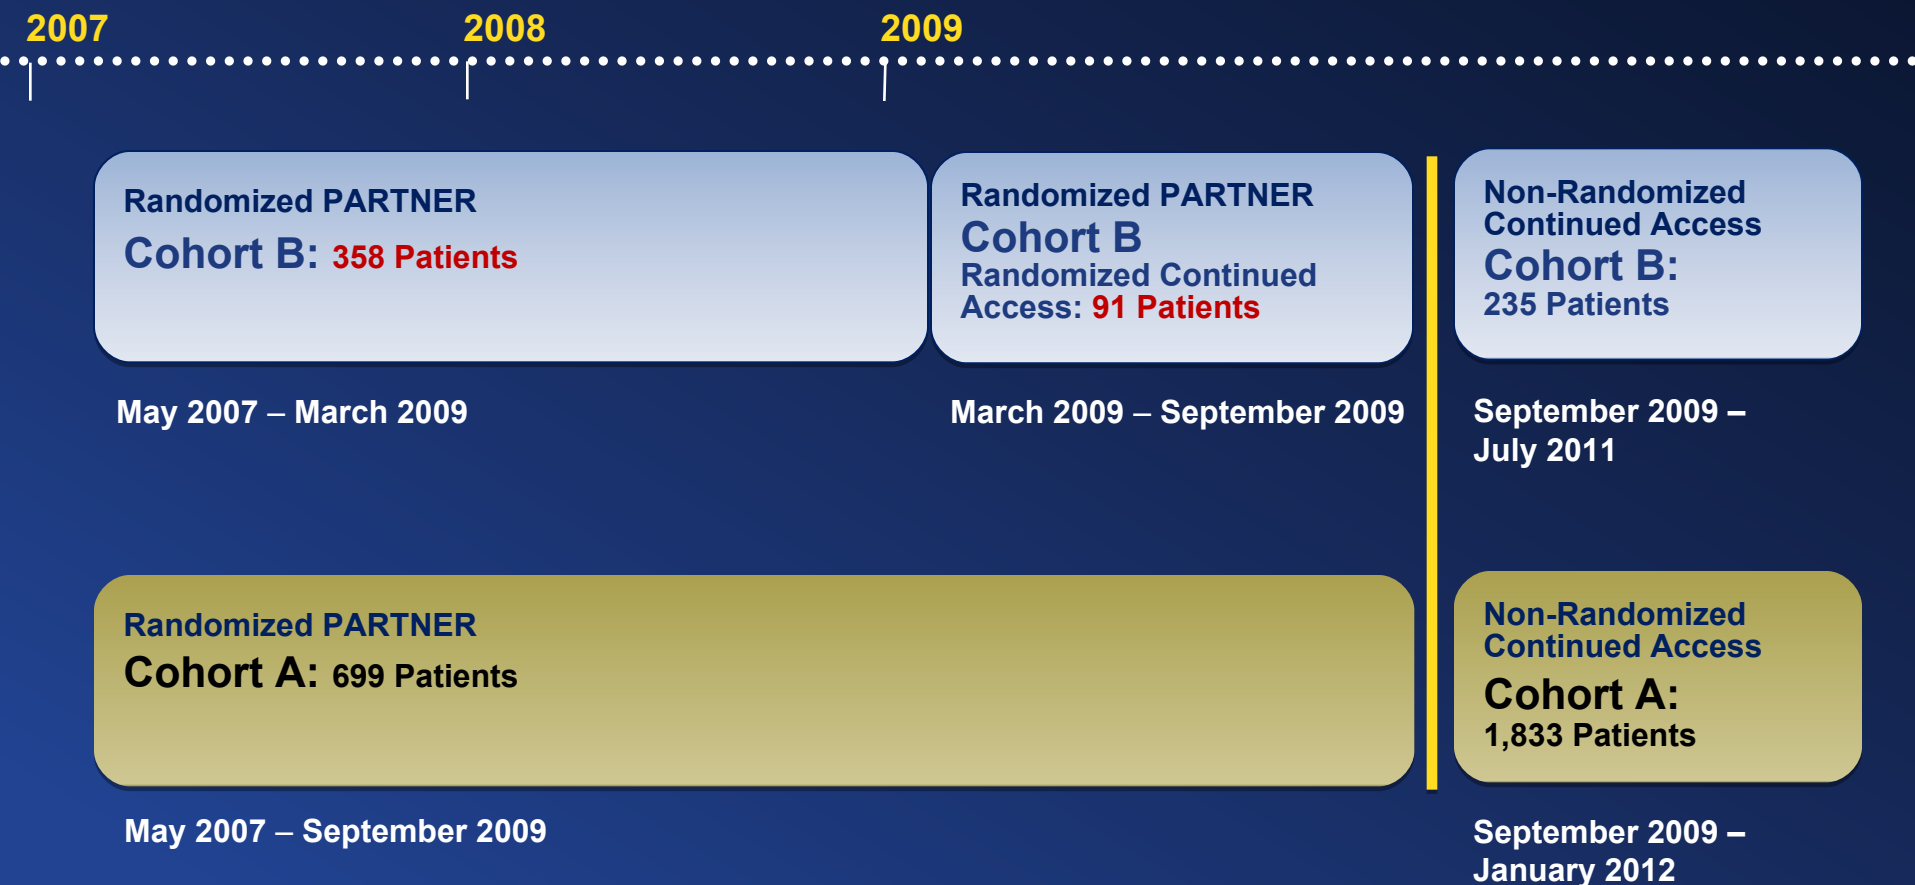 2007
2008
2009
Randomized PARTNER
Cohort B: 358 Patients
May 2007 – March 2009
Randomized PARTNER
Cohort B
Randomized Continued
Access: 91 Patients
March 2009 – September 2009
Non-Randomized
Continued Access
Cohort B:
235 Patients
September 2009 –
July 2011
Randomized PARTNER
Cohort A: 699 Patients
May 2007 – September 2009
Non-Randomized
Continued Access
Cohort A:
1,833 Patients
September 2009 –
January 2012